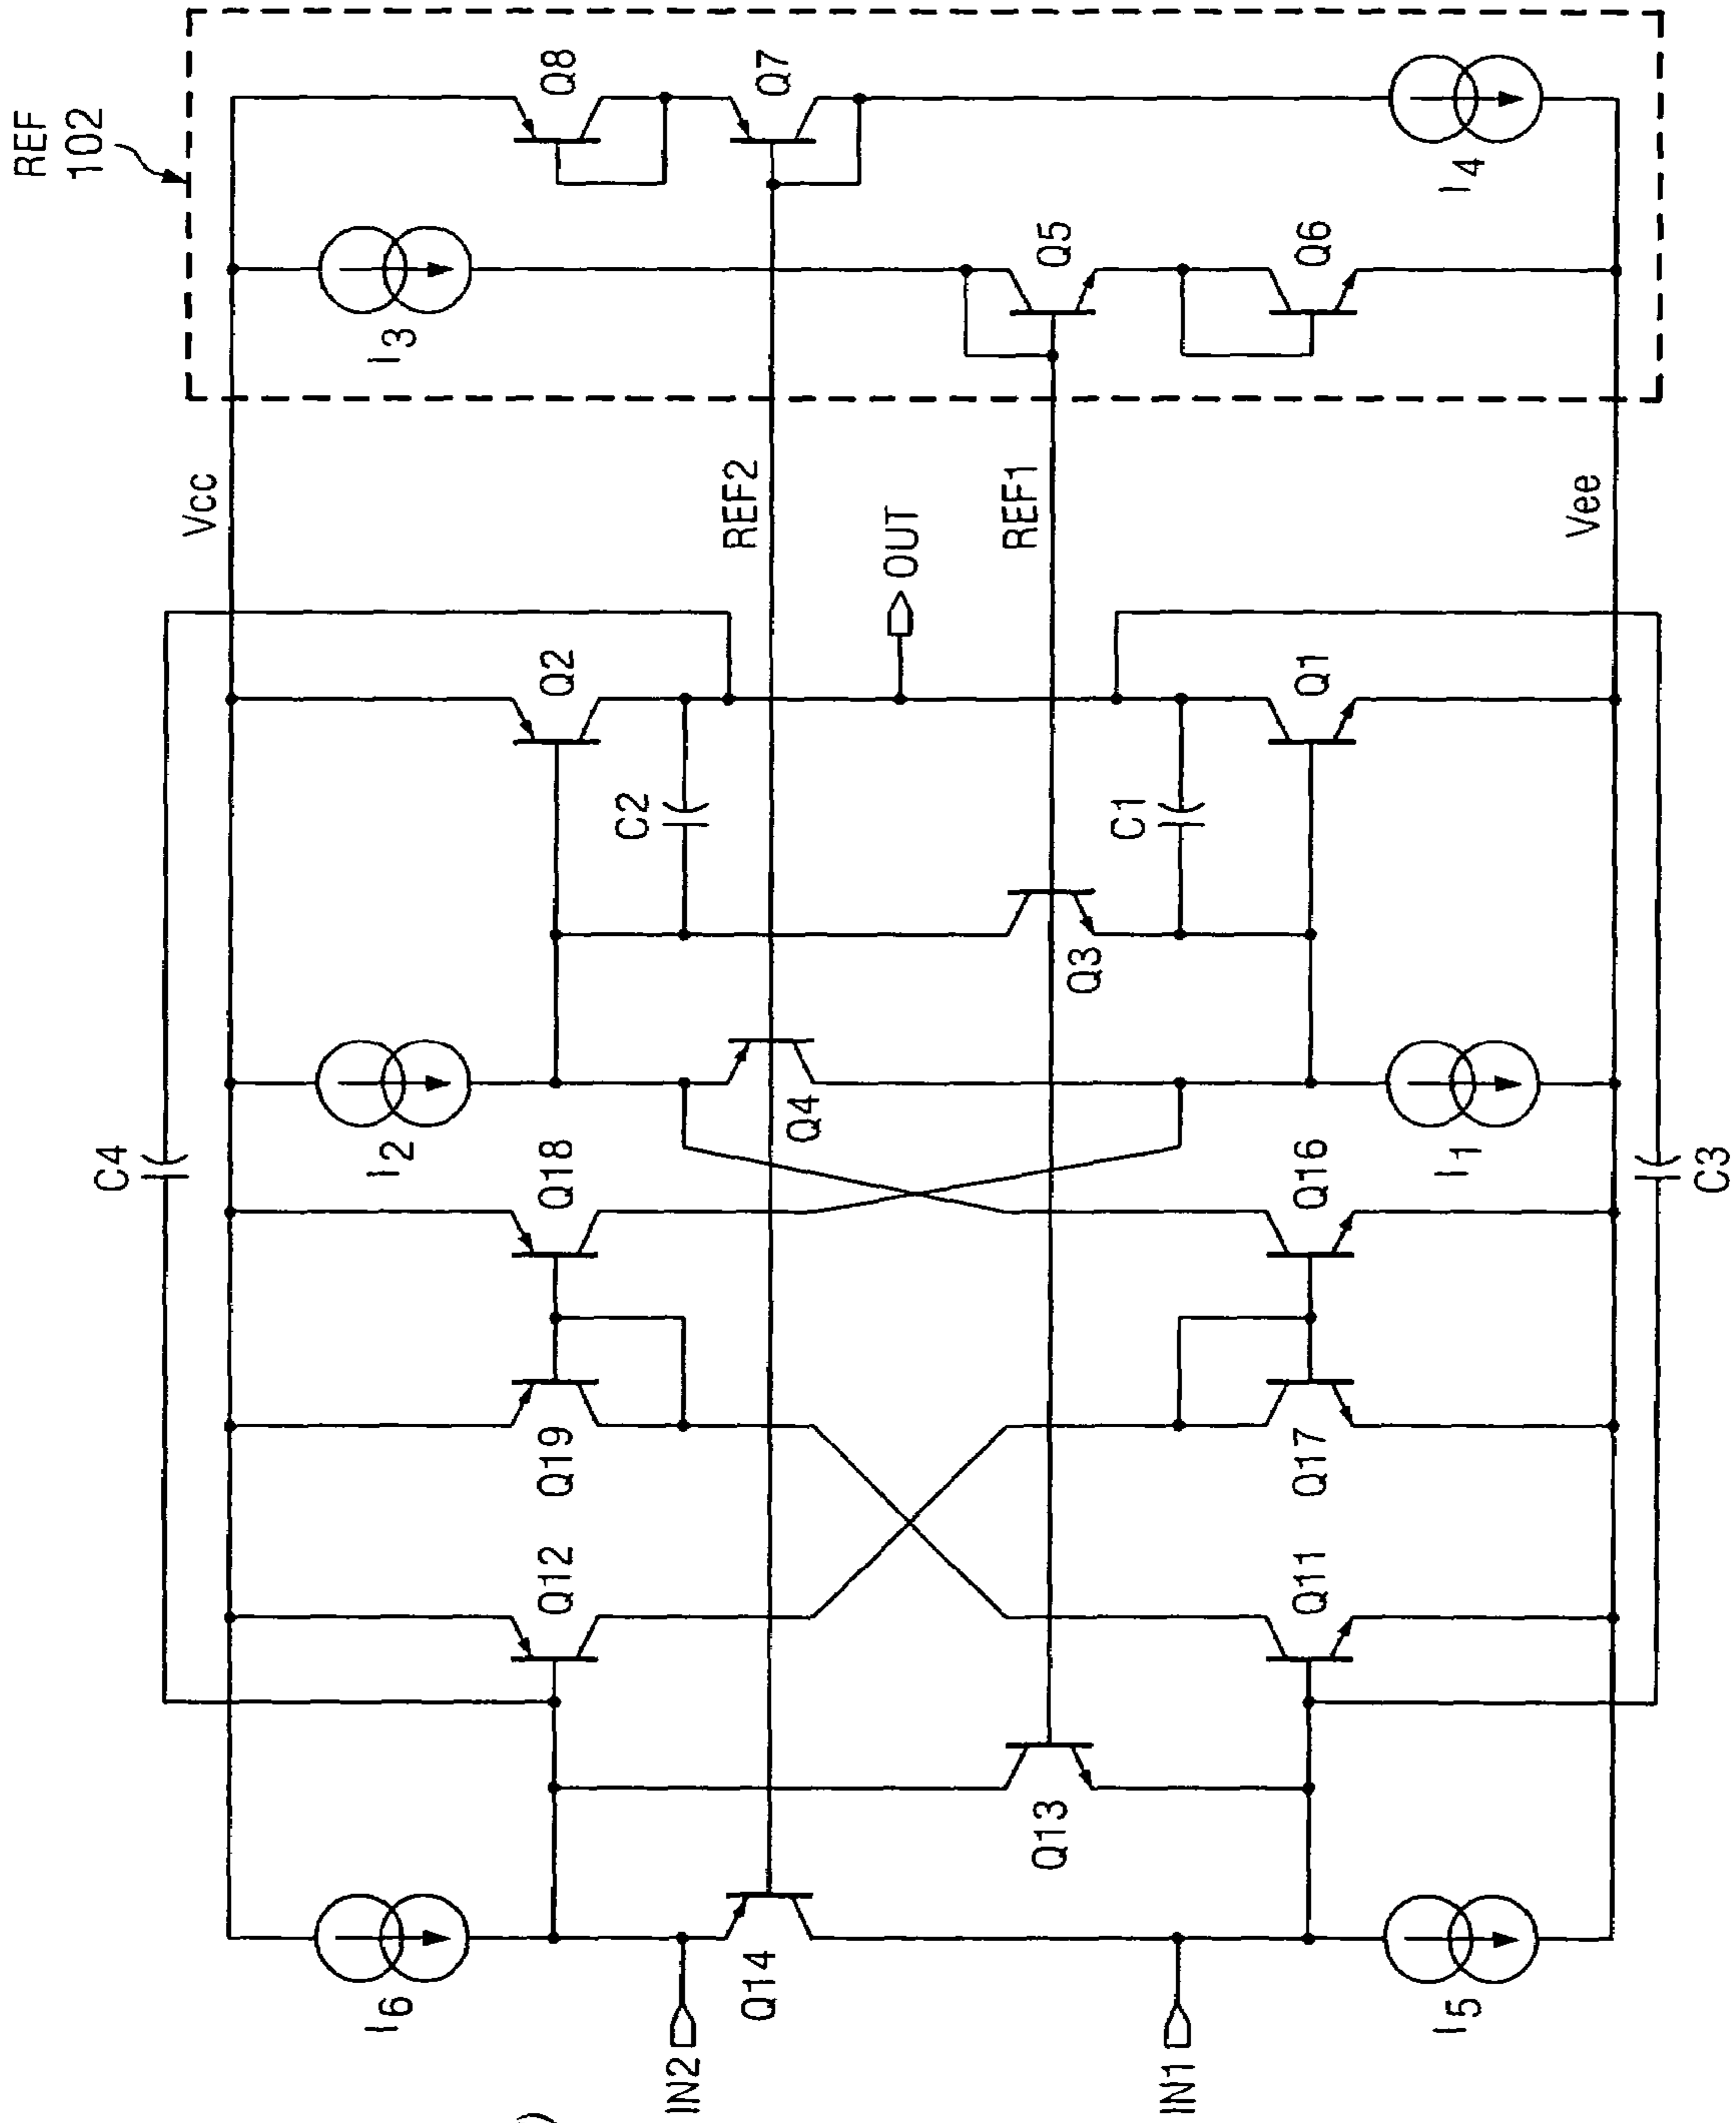 REF
102
Q8
Q7
I3
I4
Q5
Q6
Vcc
REF2
REF1
Vee
OUT
Q2
Q1
C2
C1
Q3
C4
I2
Q4
I1
C3
Q18
Q16
Q19
Q17
Q12
Q11
Q13
I6
Q14
I5
IN2
IN1